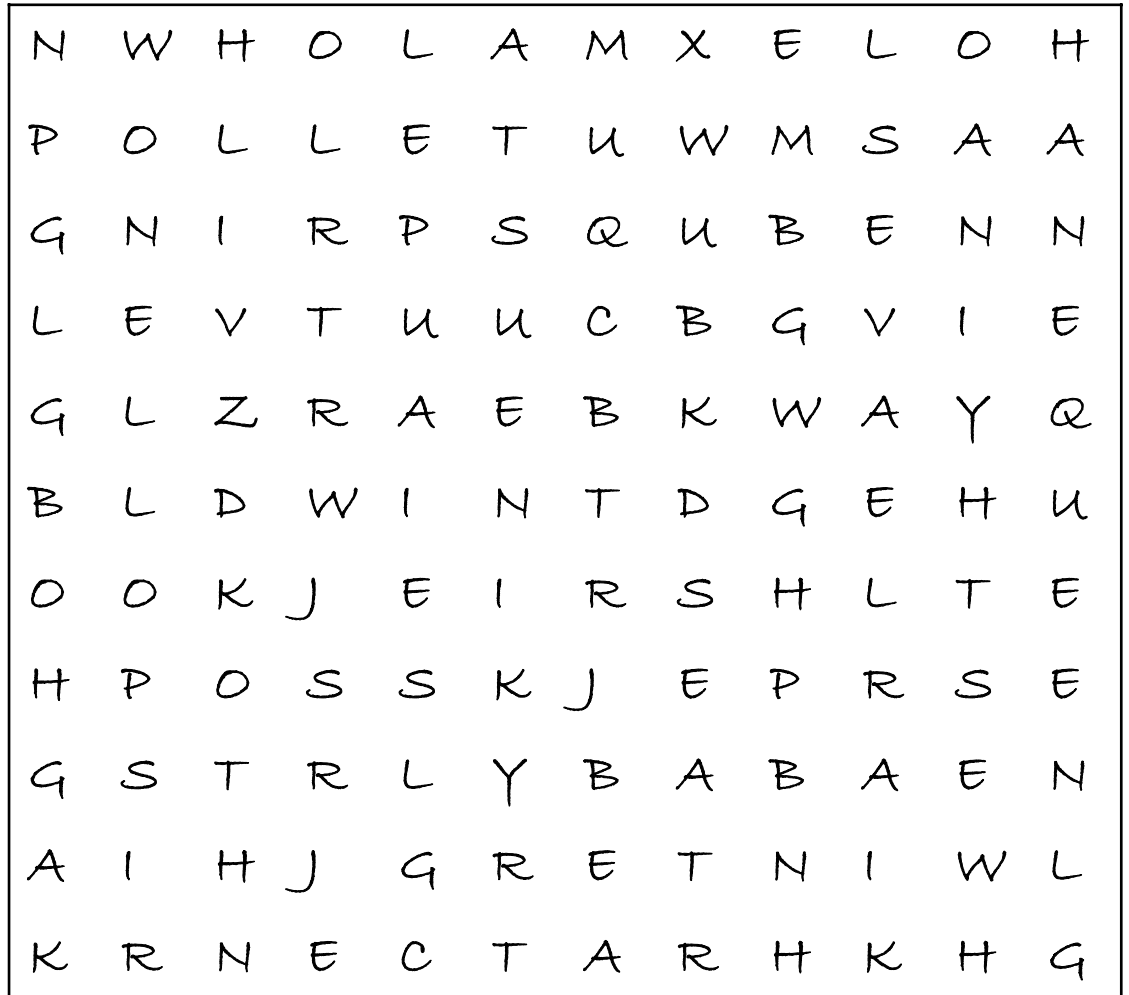 N W H O L A M X E L O H
P O L L E T U W M S A A
G N I R P S Q U B E N N
L E V T U U C B G V I E
G L Z R A E B K W A Y Q
B L D W I N T D G E H U
O O K J E I R S H L T E
H P O S S K J E P R S E
G S T R L Y B A B A E N
A I H J G R E T N I W L
K R N E C T A R H K H G